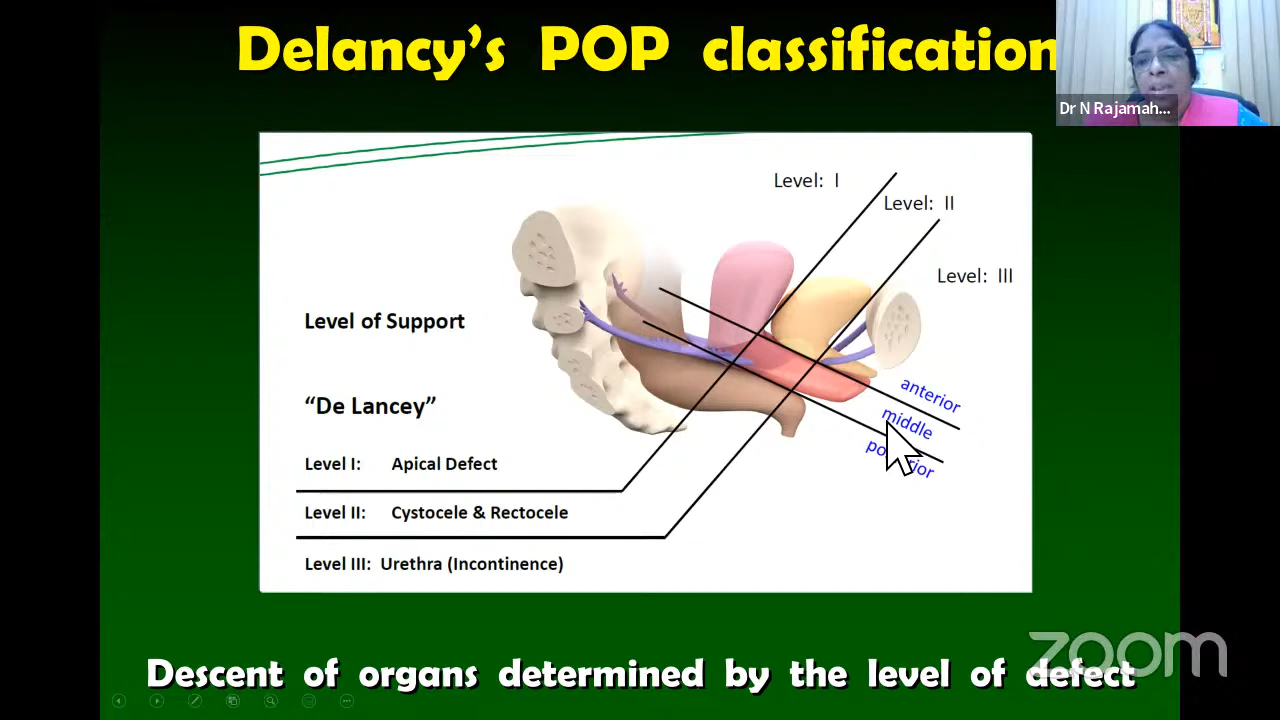 Delancy's POP classification
Dr N Rajamah...
Level: I
Level: II
Level: III
Level of Support
"De Lancey"
anterior
middle
Level I: Apical Defect
Level II: Cystocele & Rectocele
Level III: Urethra (Incontinence)
zoom
Descent of organs determined by the level of defect